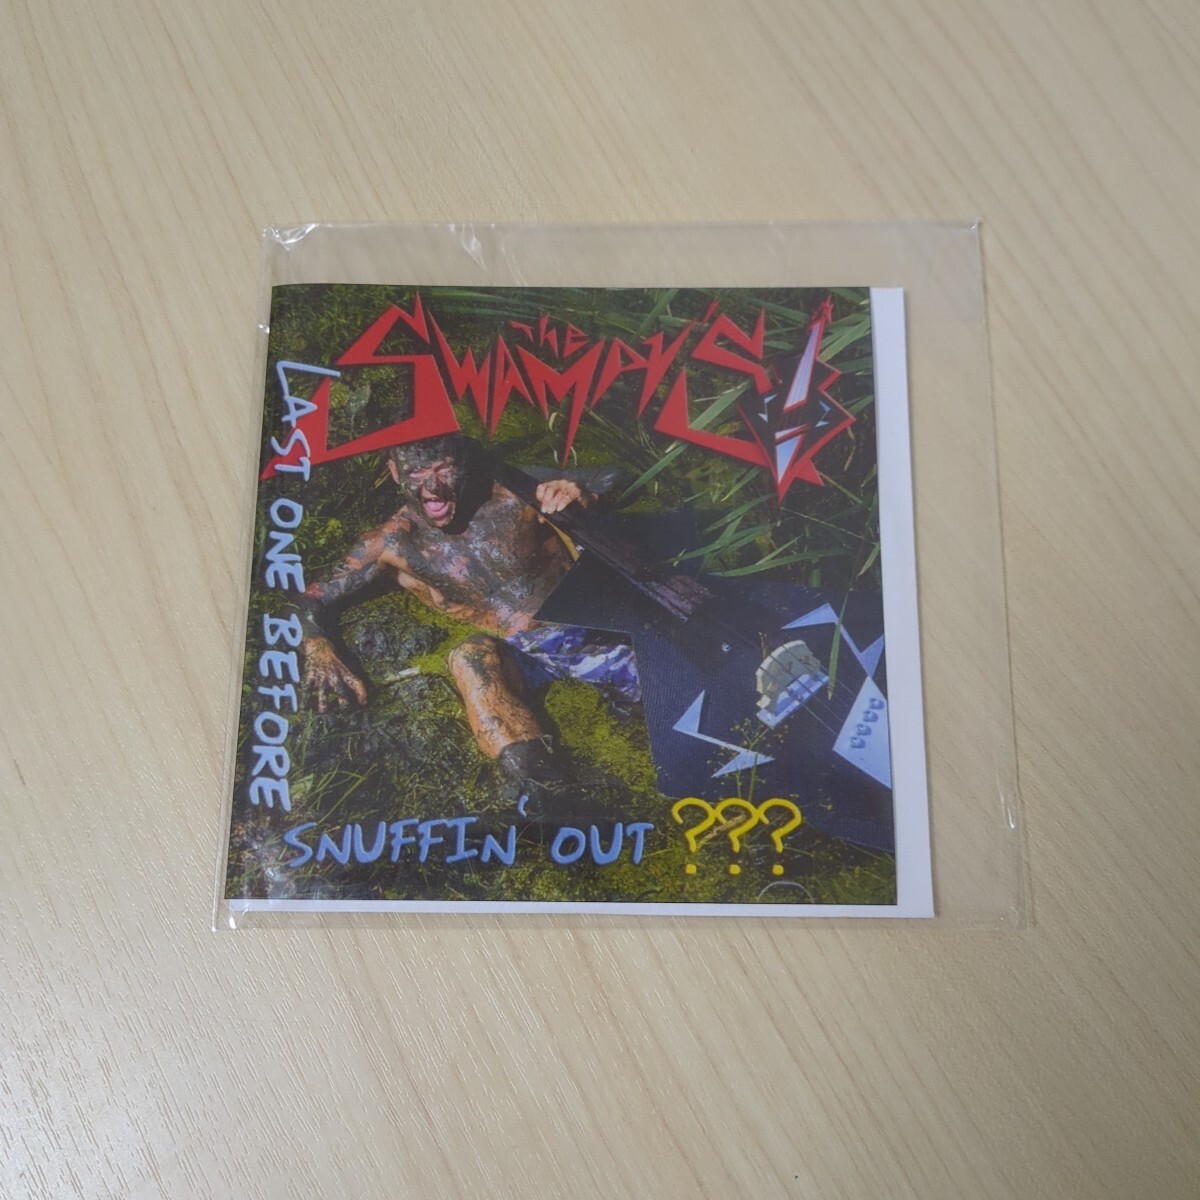 The
SWAMPY'S
LAST ONE BEFORE
SNUFFIN' OUT ???